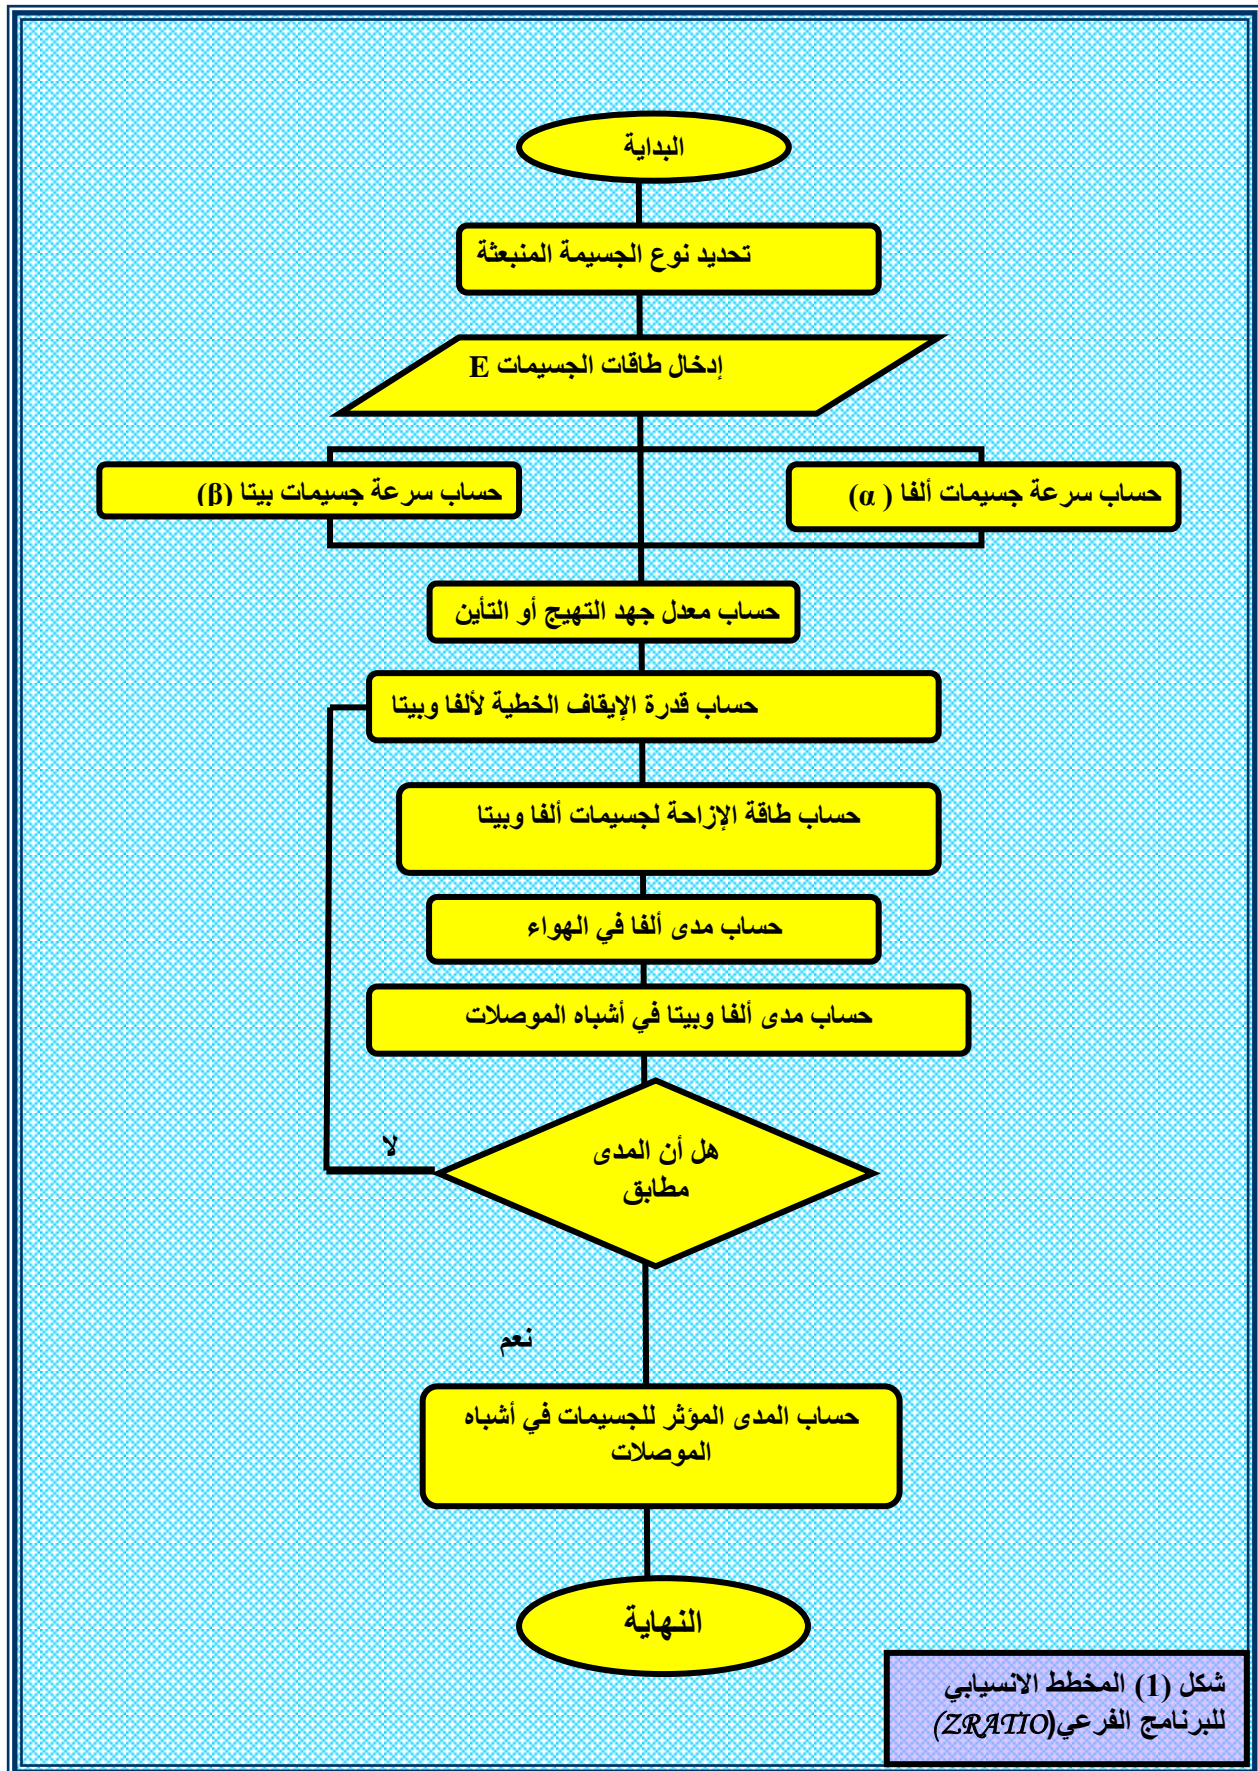 البداية
تحديد نوع الجسيمة المنبعثة
إدخال طاقات الجسيمات E
حساب سرعة جسيمات ألفا ( α)
حساب سرعة جسيمات بيتا (β)
حساب معدل جهد التهيج أو التأين
حساب قدرة الإيقاف الخطية لألفا وبيتا
حساب طاقة الإزاحة لجسيمات ألفا وبيتا
حساب مدى ألفا في الهواء
حساب مدى ألفا وبيتا في أشباه الموصلات
هل أن المدى
مطابق
لا
نعم
حساب المدى المؤثر للجسيمات في أشباه
الموصلات
النهاية
شكل (1) المخطط الانسيابي
للبرنامج الفرعي(ZRATIO)